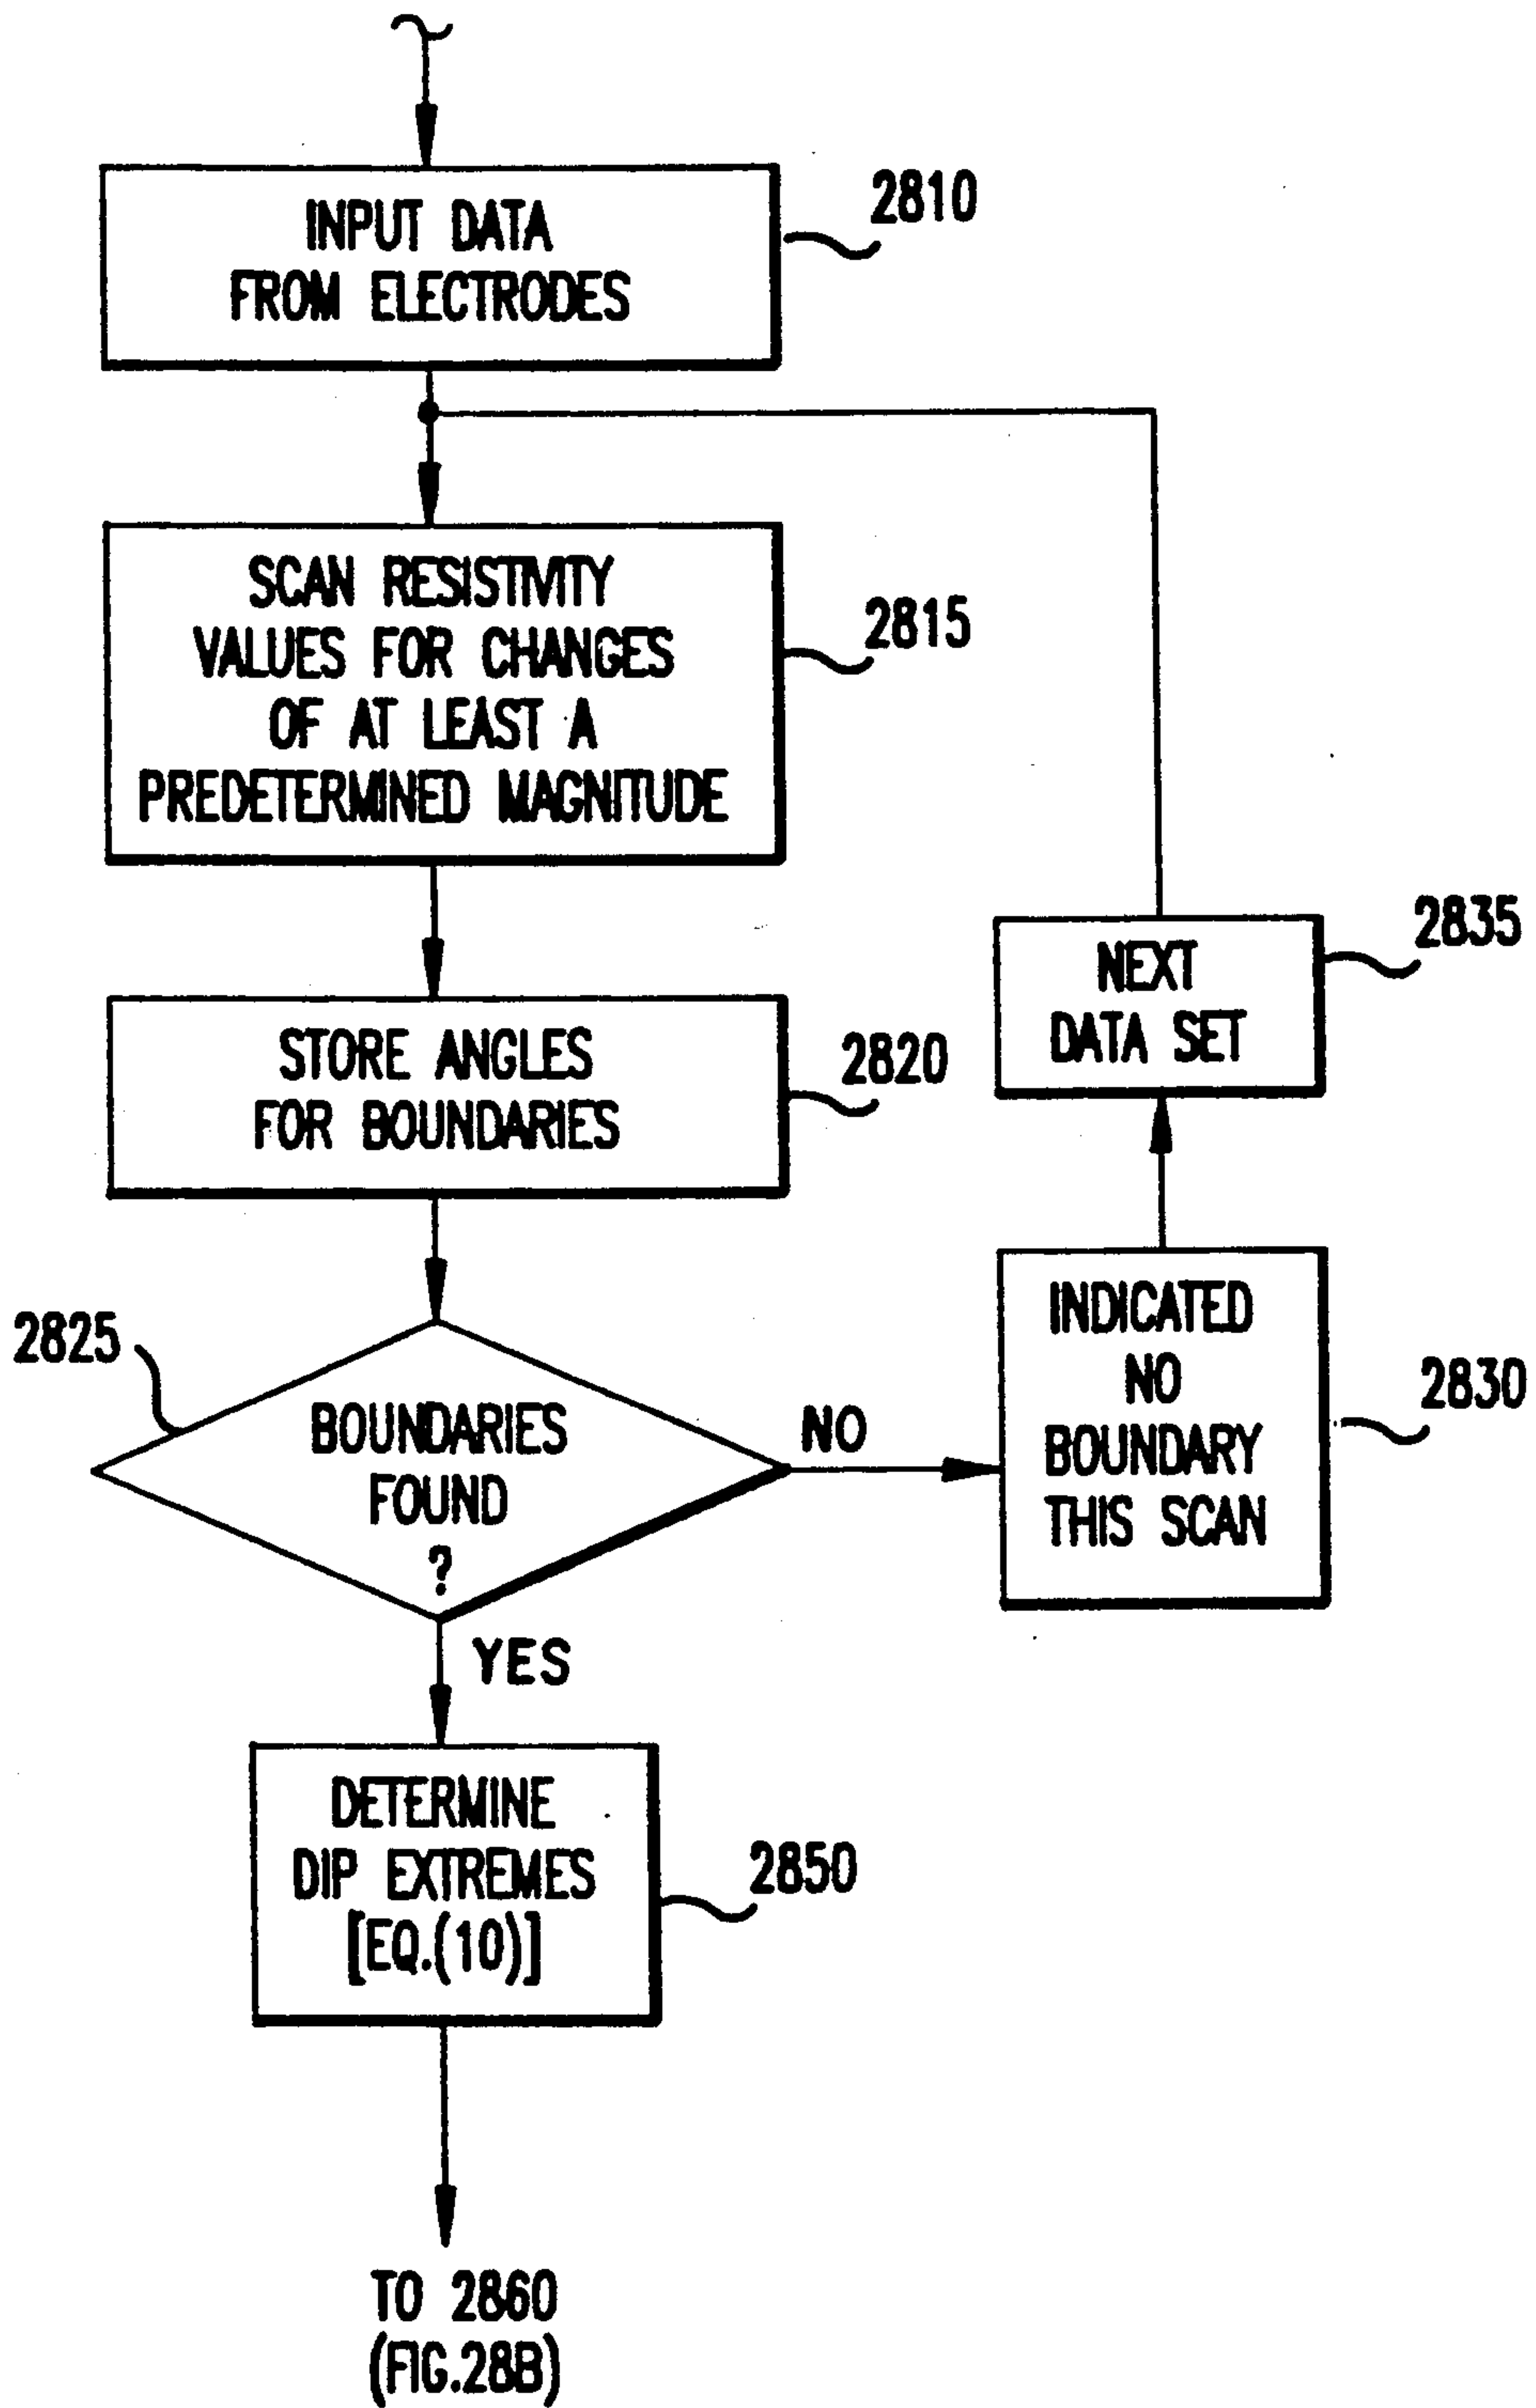 INPUT DATA
FROM ELECTRODES
2810
SCAN RESISTIVITY
VALUES FOR CHANGES
OF AT LEAST A
PREDETERMINED MAGNITUDE
2815
STORE ANGLES
FOR BOUNDARIES
2820
2825
BOUNDARIES
FOUND
?
NO
YES
INDICATED
NO
BOUNDARY
THIS SCAN
2830
NEXT
DATA SET
2835
DETERMINE
DIP EXTREMES
[EQ.(10)]
2850
TO 2860
(FIG.28B)